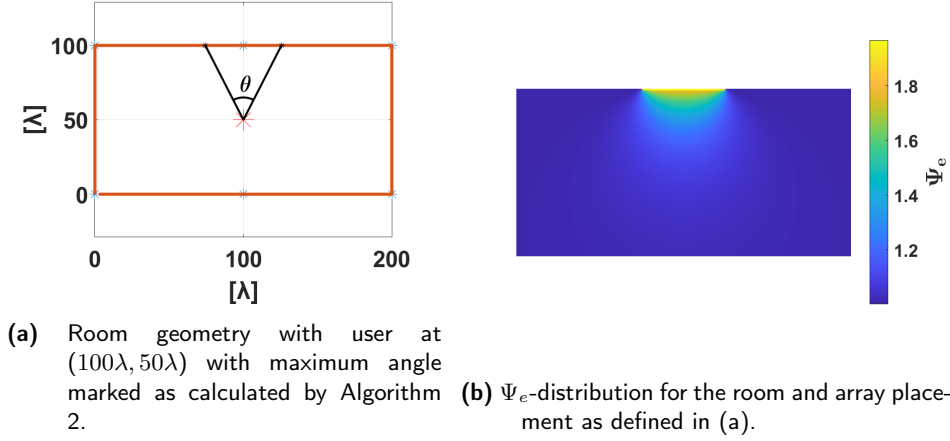 100
50
0
[λ]
θ
0
100
200
[λ]
1.8
1.6
1.4
1.2
Ψe
(a) Room geometry with user at
(100λ, 50λ) with maximum angle
marked as calculated by Algorithm
2.
(b) Ψe-distribution for the room and array place-
ment as defined in (a).